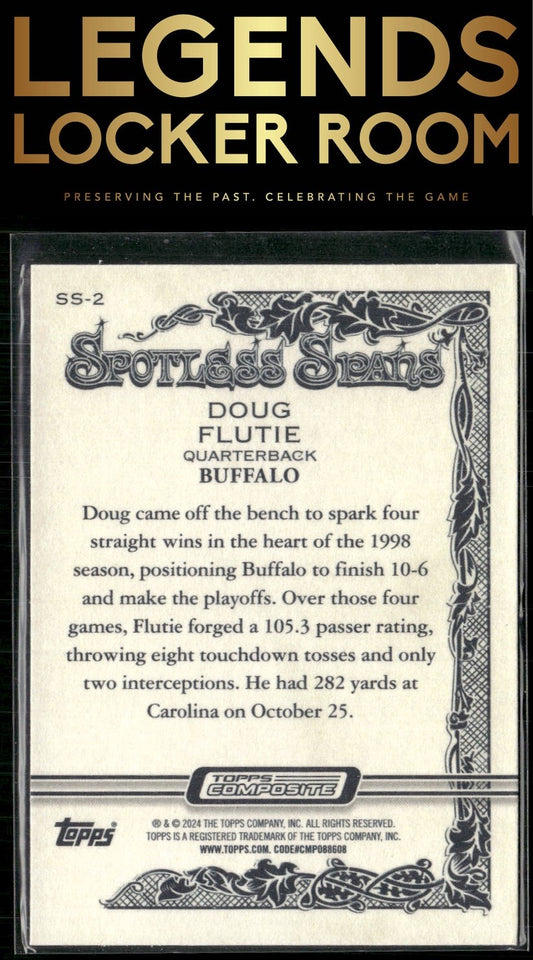 LEGENDS
LOCKER ROOM
PRESERVING THE PAST. CELEBRATING THE GAME
SS-2
SPOTLESS SPANS
DOUG
FLUTIE
QUARTERBACK
BUFFALO
Doug came off the bench to spark four
straight wins in the heart of the 1998
season, positioning Buffalo to finish 10-6
and make the playoffs. Over those four
games, Flutie forged a 105.3 passer rating,
throwing eight touchdown tosses and only
two interceptions. He had 282 yards at
Carolina on October 25.
TOPPS
COMPOSITE
TOPPS®
® & © 2024 THE TOPPS COMPANY, INC. ALL RIGHTS RESERVED.
TOPPS IS A REGISTERED TRADEMARK OF THE TOPPS COMPANY, INC.
WWW.TOPPS.COM. CODE#CMP088608